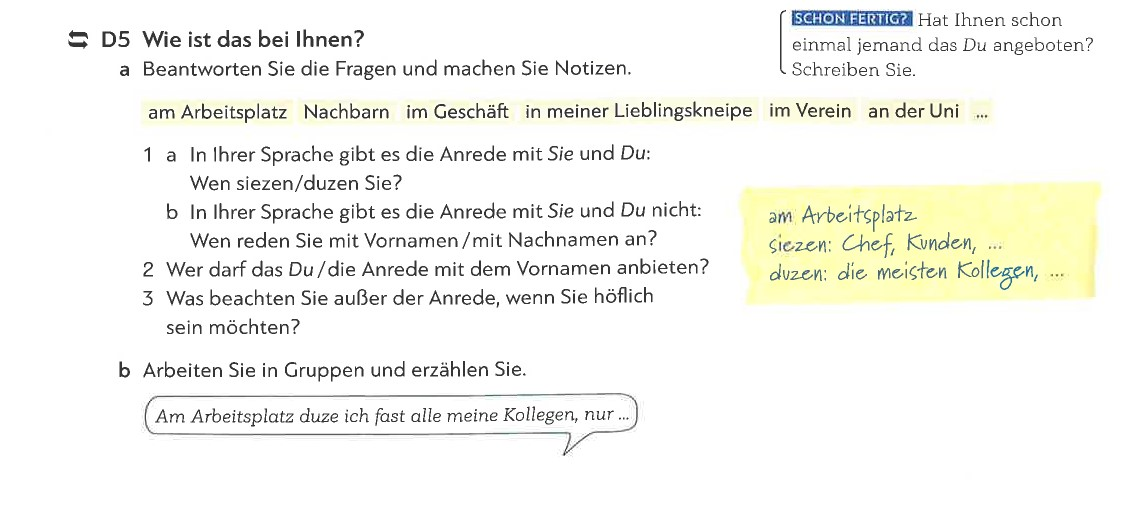 D5 Wie ist das bei Ihnen?
a Beantworten Sie die Fragen und machen Sie Notizen.
SCHON FERTIG? Hat Ihnen schon
einmal jemand das Du angeboten?
Schreiben Sie.
am Arbeitsplatz Nachbarn im Geschäft in meiner Lieblingskneipe im Verein an der Uni ...
1 a In Ihrer Sprache gibt es die Anrede mit Sie und Du:
Wen siezen/duzen Sie?
b In Ihrer Sprache gibt es die Anrede mit Sie und Du nicht:
Wen reden Sie mit Vornamen/mit Nachnamen an?
2 Wer darf das Du/die Anrede mit dem Vornamen anbieten?
3 Was beachten Sie außer der Anrede, wenn Sie höflich
sein möchten?
am Arbeitsplatz
siezen: Chef, Kunden, ...
duzen: die meisten Kollegen, ...
b Arbeiten Sie in Gruppen und erzählen Sie.
Am Arbeitsplatz duze ich fast alle meine Kollegen, nur ...